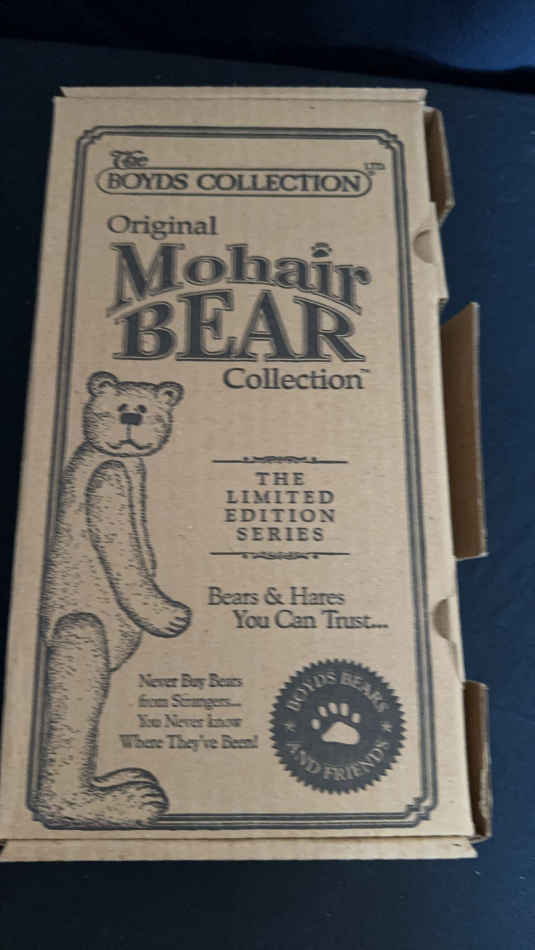 The
BOYDS COLLECTION LTD
Original
Mohair
BEAR
Collection™
THE
LIMITED
EDITION
SERIES
Bears & Hares
You Can Trust...
Never Buy Bears
from Strangers...
You Never know
Where They've Been!
BOYDS BEARS
AND FRIENDS